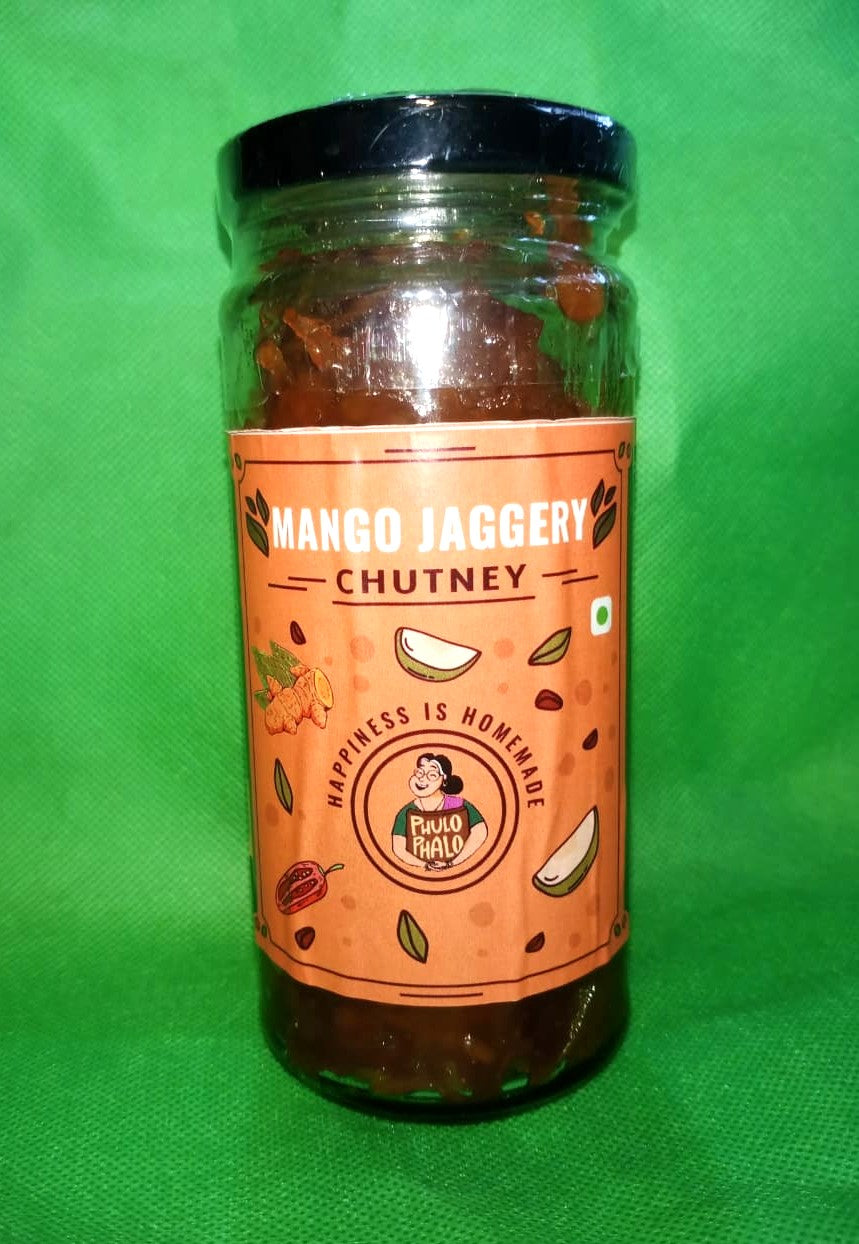 MANGO JAGGERY
CHUTNEY
HAPPINESS IS HOMEMADE
PHULO
PHALO